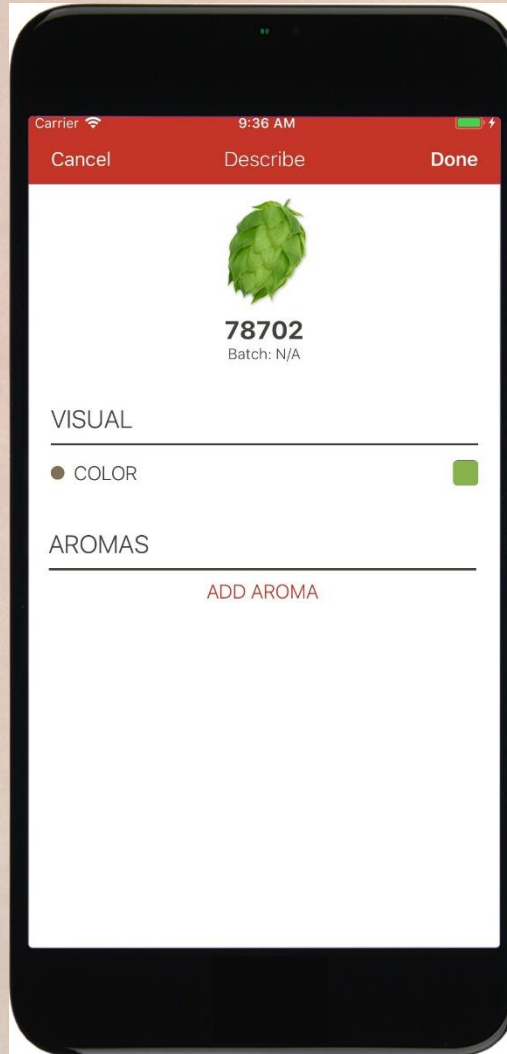 Carrier 9:36 AM
Cancel Describe Done
78702
Batch: N/A
VISUAL
COLOR
AROMAS
ADD AROMA